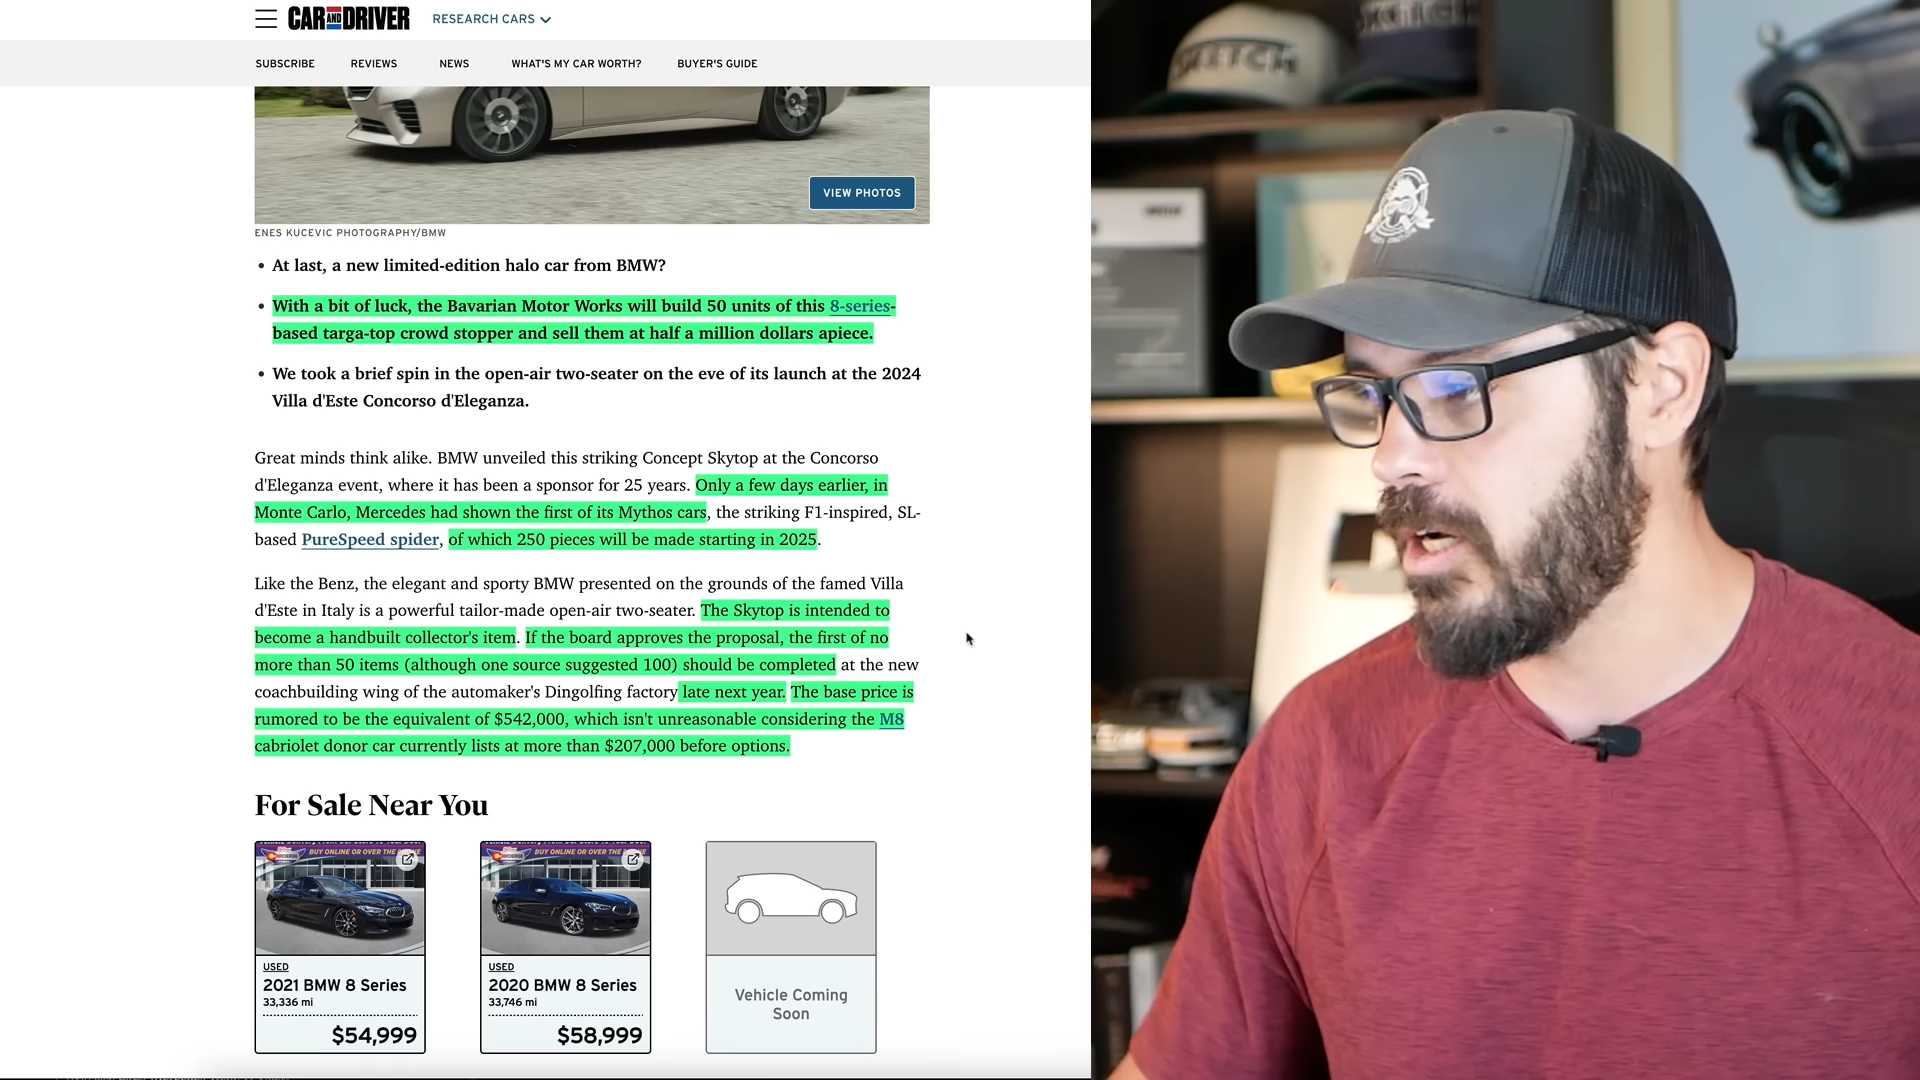 CAR AND DRIVER
RESEARCH CARS
SUBSCRIBE REVIEWS NEWS WHAT'S MY CAR WORTH? BUYER'S GUIDE
VIEW PHOTOS
ENES KUCEVIC PHOTOGRAPHY/BMW
• At last, a new limited-edition halo car from BMW?
• With a bit of luck, the Bavarian Motor Works will build 50 units of this 8-series-
based targa-top crowd stopper and sell them at half a million dollars apiece.
• We took a brief spin in the open-air two-seater on the eve of its launch at the 2024
Villa d'Este Concorso d'Eleganza.
Great minds think alike. BMW unveiled this striking Concept Skytop at the Concorso
d'Eleganza event, where it has been a sponsor for 25 years. Only a few days earlier, in
Monte Carlo, Mercedes had shown the first of its Mythos cars, the striking F1-inspired, SL-
based PureSpeed spider, of which 250 pieces will be made starting in 2025.
Like the Benz, the elegant and sporty BMW presented on the grounds of the famed Villa
d'Este in Italy is a powerful tailor-made open-air two-seater. The Skytop is intended to
become a handbuilt collector's item. If the board approves the proposal, the first of no
more than 50 items (although one source suggested 100) should be completed at the new
coachbuilding wing of the automaker's Dingolfing factory late next year. The base price is
rumored to be the equivalent of $542,000, which isn't unreasonable considering the M8
cabriolet donor car currently lists at more than $207,000 before options.
For Sale Near You
BUY ONLINE OR OVER THE
USED
2021 BMW 8 Series
33,336 mi
$54,999
BUY ONLINE OR OVER THE
USED
2020 BMW 8 Series
33,746 mi
$58,999
Vehicle Coming
Soon
SKETCH